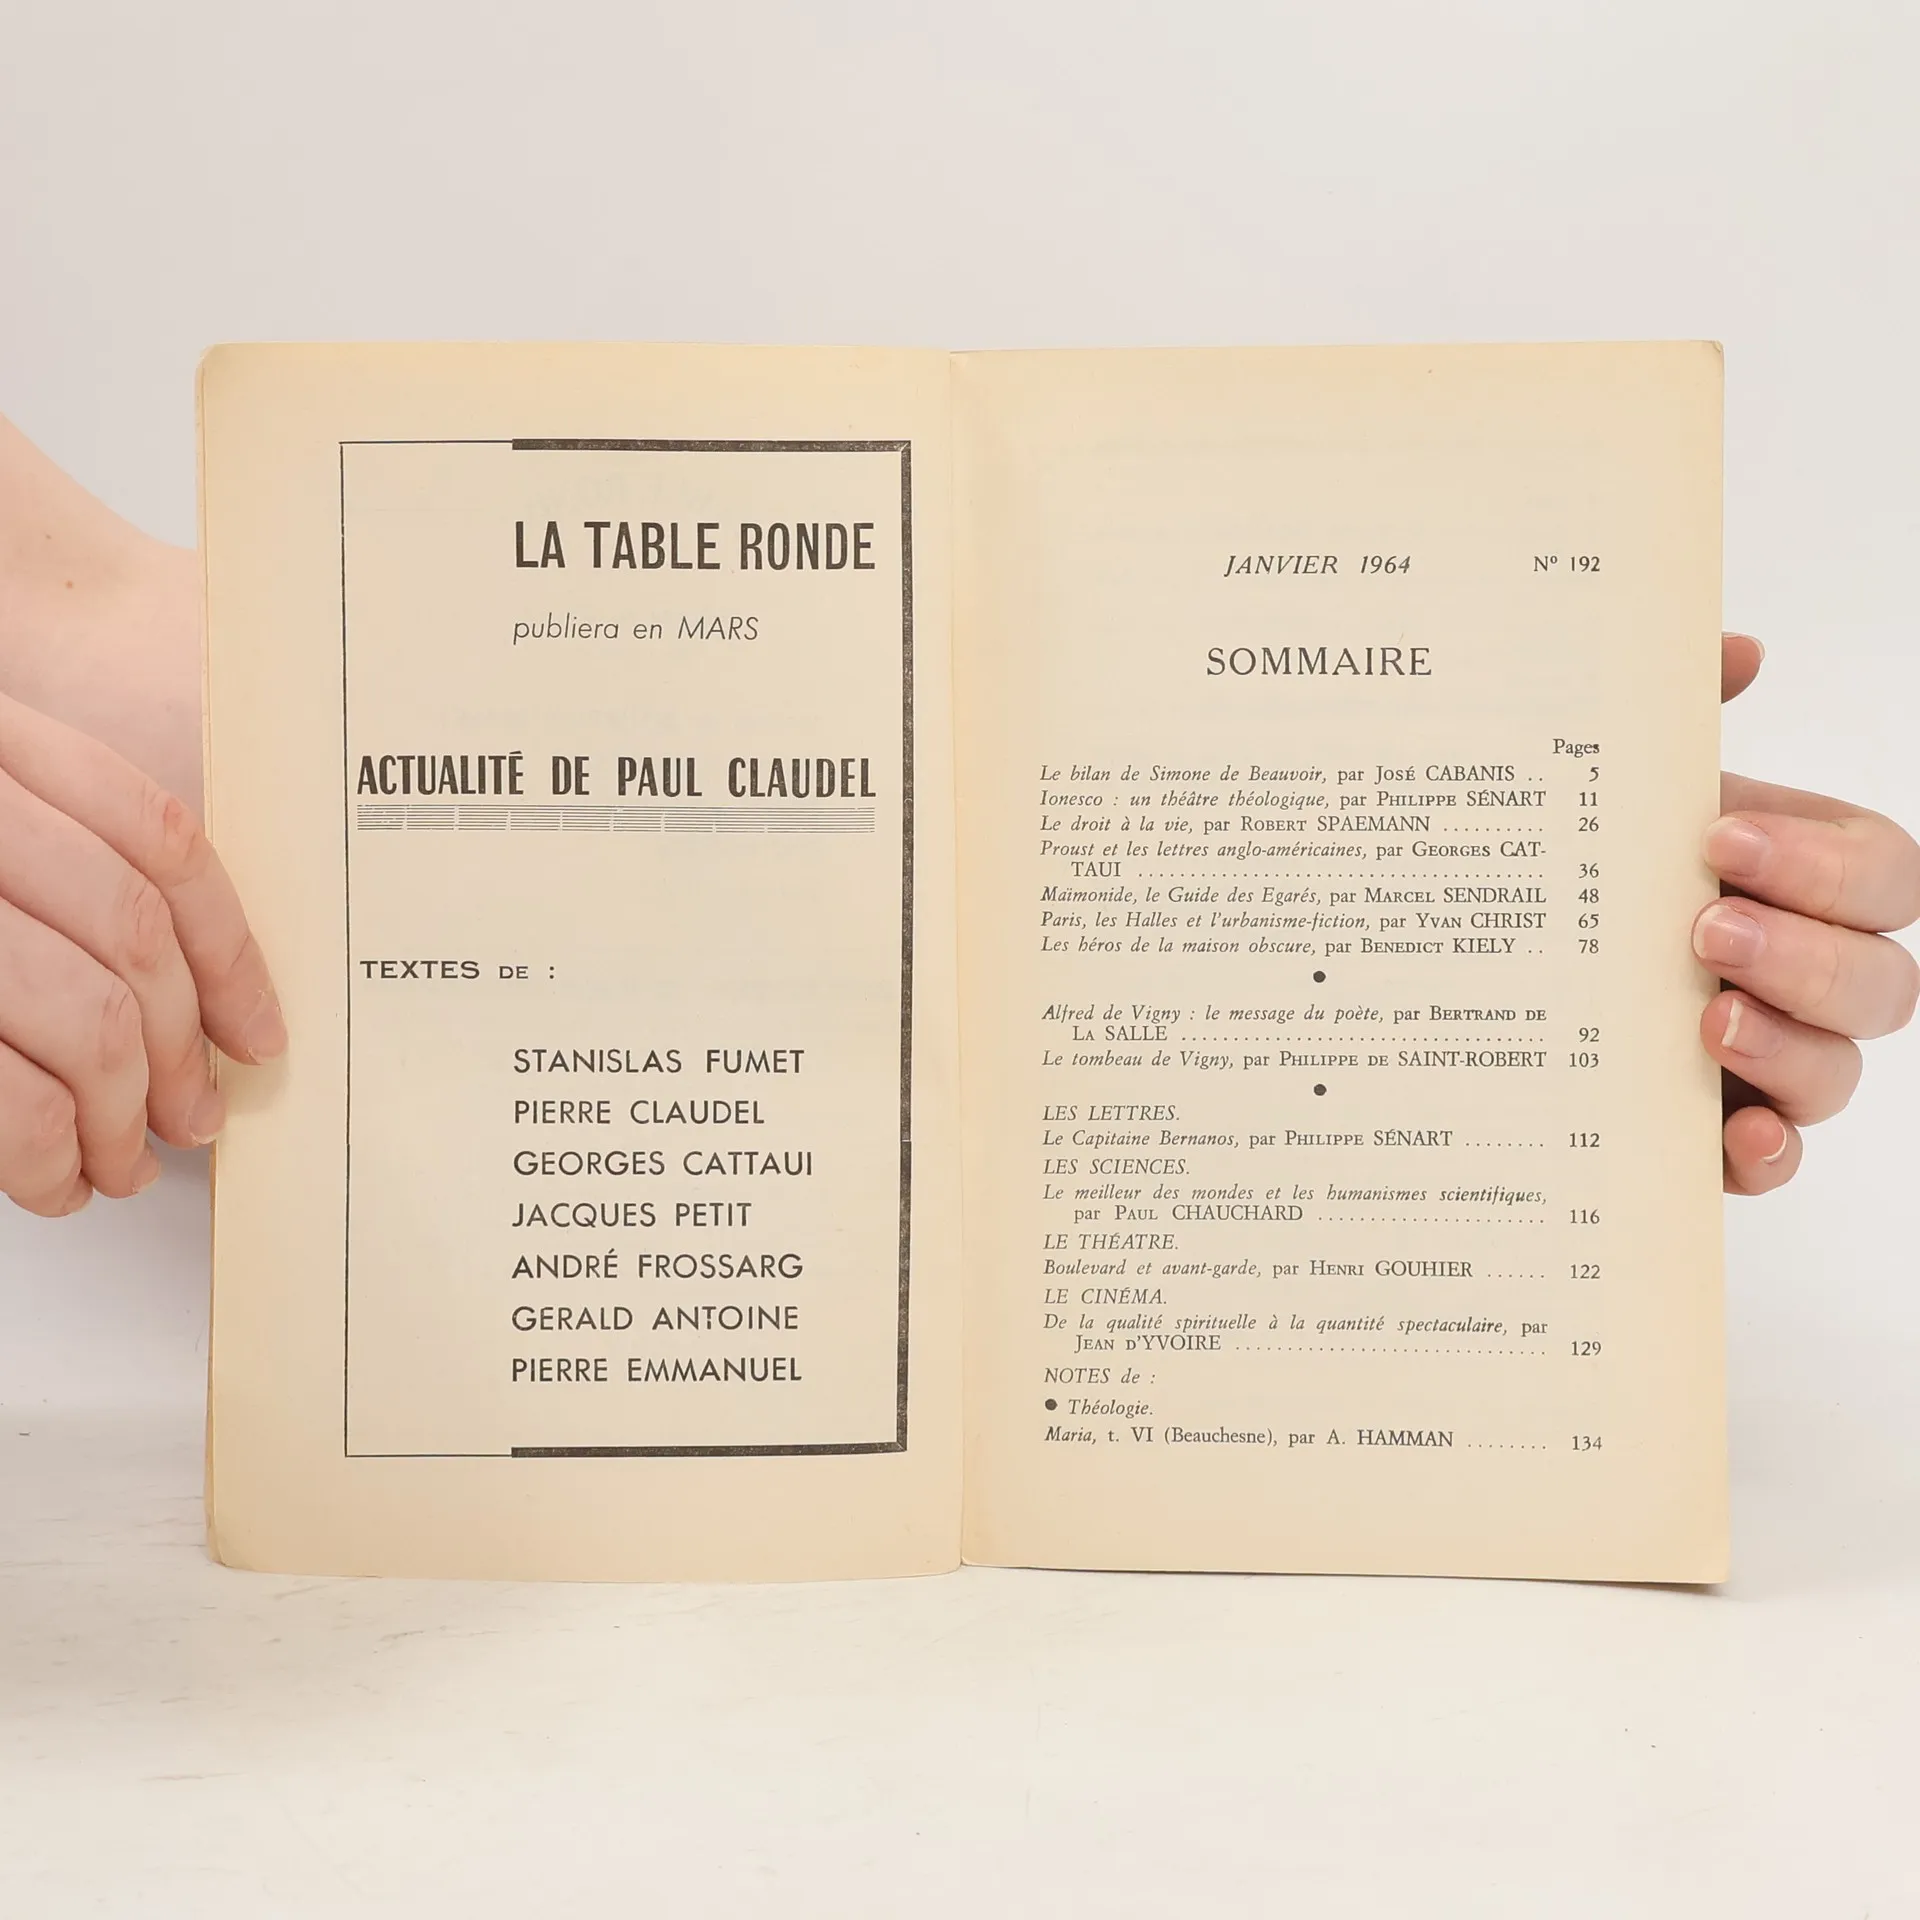 LA TABLE RONDE
publiera en MARS
ACTUALITÉ DE PAUL CLAUDEL
TEXTES DE :
STANISLAS FUMET
PIERRE CLAUDEL
GEORGES CATTAUI
JACQUES PETIT
ANDRÉ FROSSARG
GERALD ANTOINE
PIERRE EMMANUEL
JANVIER 1964 Nº 192
SOMMAIRE
Pages
Le bilan de Simone de Beauvoir, par José CABANIS .. 5
Ionesco : un théâtre théologique, par Philippe SÉNART 11
Le droit à la vie, par Robert SPAEMANN .......... 26
Proust et les lettres anglo-américaines, par Georges CAT-
TAUI ...................................... 36
Maïmonide, le Guide des Egarés, par Marcel SENDRAIL 48
Paris, les Halles et l'urbanisme-fiction, par Yvan CHRIST 65
Les héros de la maison obscure, par Benedict KIELY .. 78
●
Alfred de Vigny : le message du poète, par Bertrand de
La SALLE .................................. 92
Le tombeau de Vigny, par Philippe de SAINT-ROBERT 103
●
LES LETTRES.
Le Capitaine Bernanos, par Philippe SÉNART ........ 112
LES SCIENCES.
Le meilleur des mondes et les humanismes scientifiques,
par Paul CHAUCHARD ...................... 116
LE THÉATRE.
Boulevard et avant-garde, par Henri GOUHIER ...... 122
LE CINÉMA.
De la qualité spirituelle à la quantité spectaculaire, par
Jean d'YVOIRE ............................. 129
NOTES de :
● Théologie.
Maria, t. VI (Beauchesne), par A. HAMMAN ........ 134